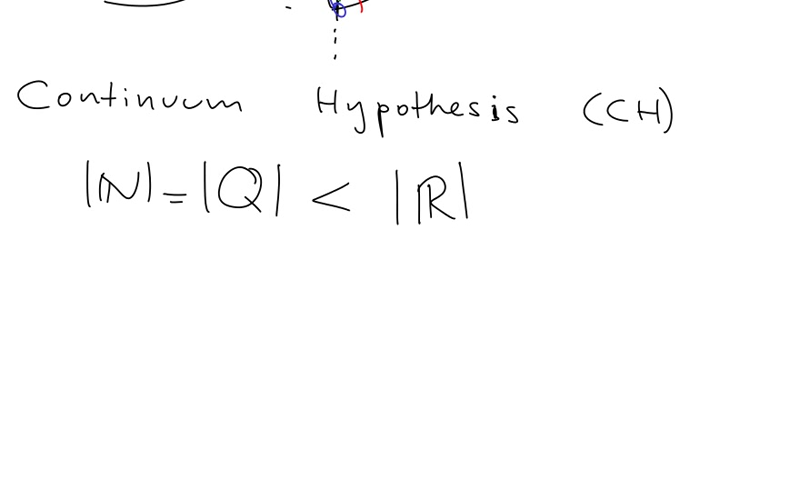 Continuum Hypothesis (CH)
|ℕ| = |ℚ| < |ℝ|